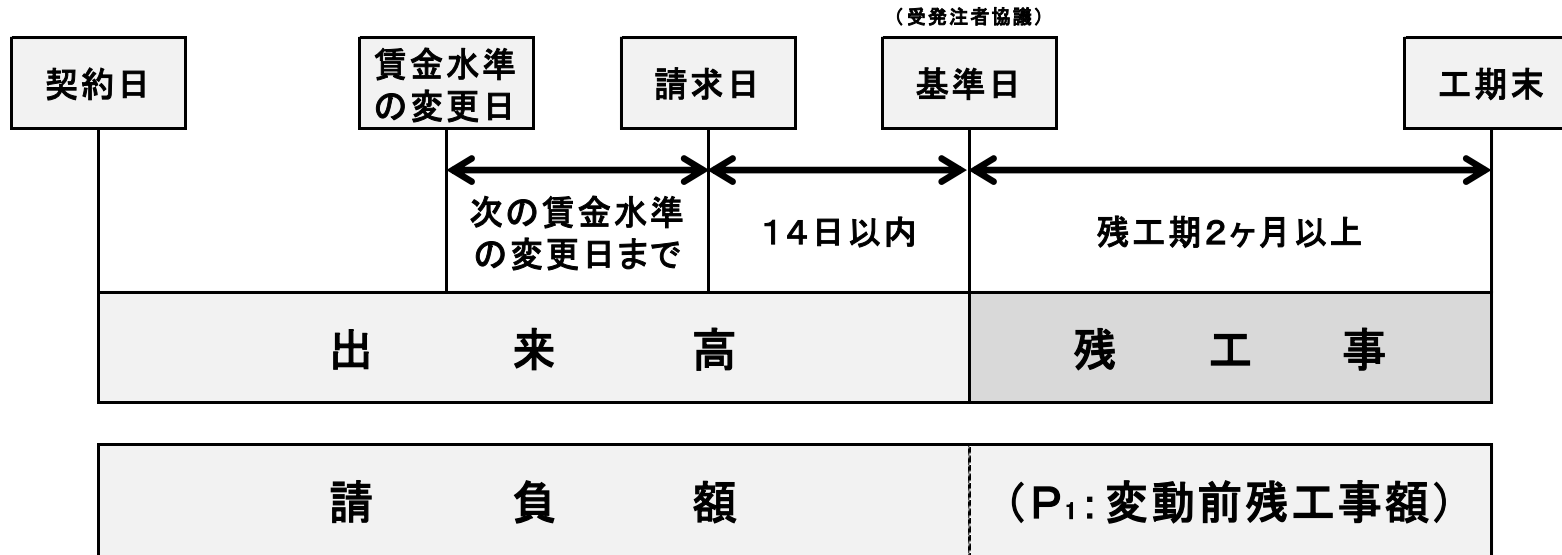 （受発注者協議）
契約日
賃金水準
の変更日
請求日
基準日
工期末
次の賃金水準
の変更日まで
14日以内
残工期2ヶ月以上
出来高
残工事
請負額
（P₁：変動前残工事額）